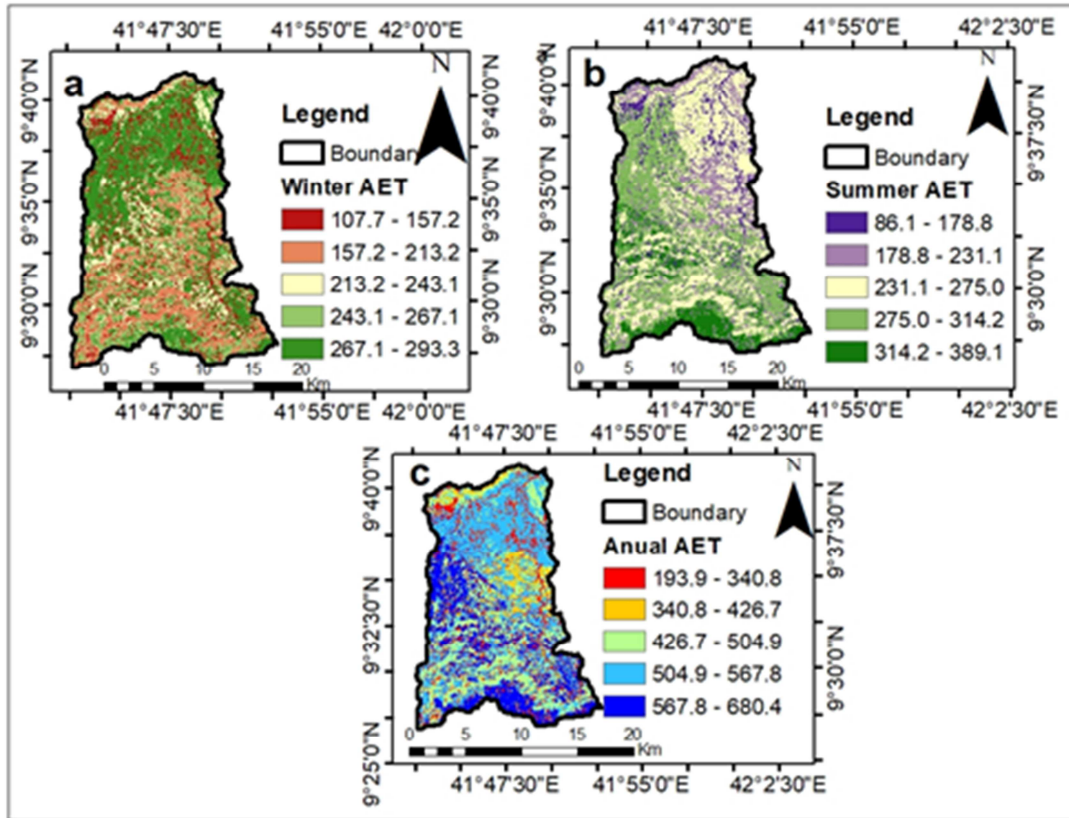 41°47'30"E 41°55'0"E 42°0'0"E
a
N
Legend
Boundary
Winter AET
107.7 - 157.2
157.2 - 213.2
213.2 - 243.1
243.1 - 267.1
267.1 - 293.3
0 5 10 15 20
Km
9°40'0"N
9°35'0"N
9°30'0"N
9°40'0"N
9°35'0"N
9°30'0"N
41°47'30"E 41°55'0"E 42°0'0"E
41°47'30"E 41°55'0"E 42°2'30"E
b
N
Legend
Boundary
Summer AET
86.1 - 178.8
178.8 - 231.1
231.1 - 275.0
275.0 - 314.2
314.2 - 389.1
0 5 10 15 20
Km
9°40'0"N
9°35'0"N
9°30'0"N
9°37'30"N
9°30'0"N
41°47'30"E 41°55'0"E 42°2'30"E
41°47'30"E 41°55'0"E 42°2'30"E
c
N
Legend
Boundary
Anual AET
193.9 - 340.8
340.8 - 426.7
426.7 - 504.9
504.9 - 567.8
567.8 - 680.4
0 5 10 15 20
Km
9°40'0"N
9°32'30"N
9°25'0"N
9°37'30"N
9°30'0"N
41°47'30"E 41°55'0"E 42°2'30"E